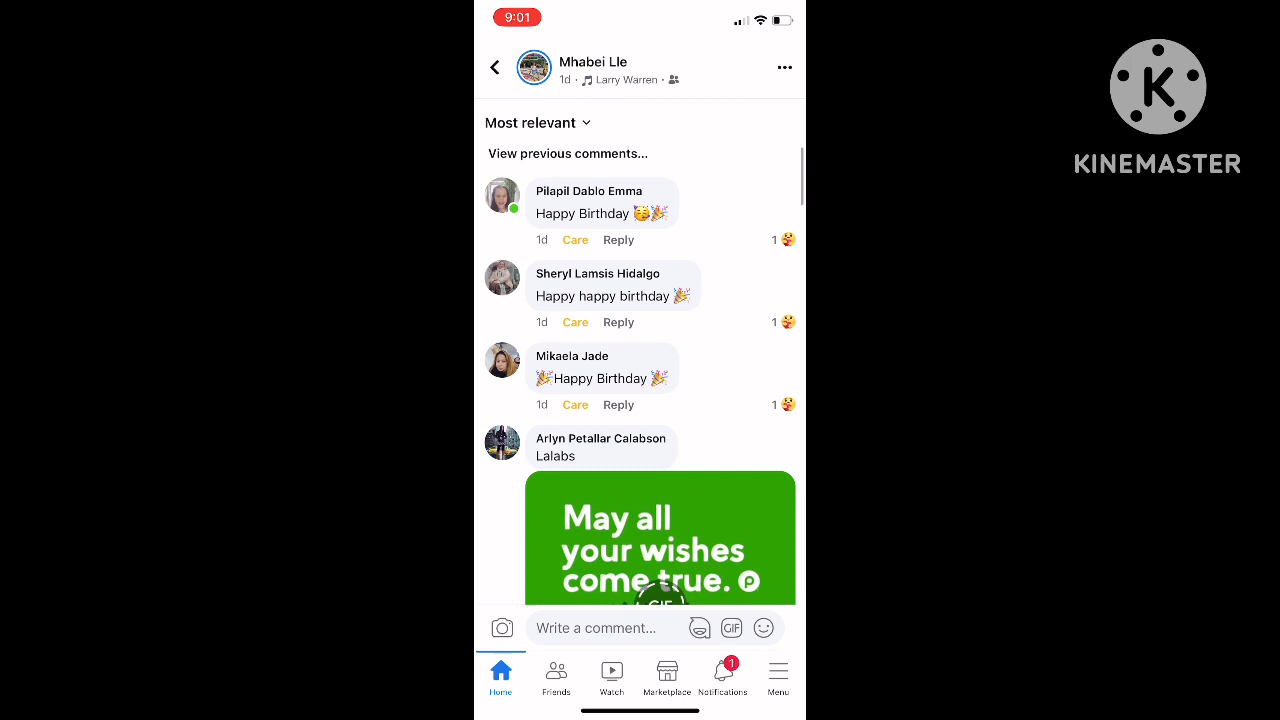 9:01
Mhabei Lle
1d · Larry Warren ·
Most relevant
View previous comments...
Pilapil Dablo Emma
Happy Birthday 🥳🎉
1d Care Reply 1
Sheryl Lamsis Hidalgo
Happy happy birthday 🎉
1d Care Reply 1
Mikaela Jade
🎉Happy Birthday 🎉
1d Care Reply 1
Arlyn Petallar Calabson
Lalabs
May all
your wishes
come true.
GIF
Write a comment... GIF
Home Friends Watch Marketplace Notifications 1 Menu
K
KINEMASTER